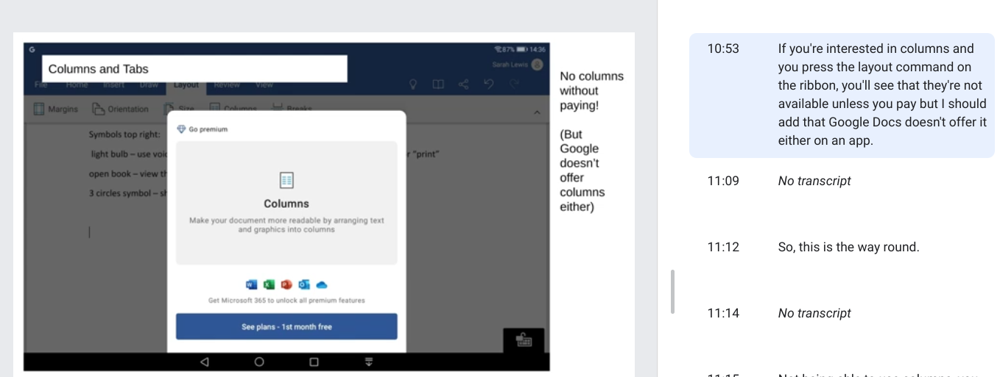 G
87% 14:36
Columns and Tabs
Sarah Lewis
File Home Insert Draw Layout Review View
Margins Orientation Size Columns Breaks
Symbols top right:
light bulb – use voi
r “print”
open book – view th
3 circles symbol – sh
Go premium
Columns
Make your document more readable by arranging text
and graphics into columns
Get Microsoft 365 to unlock all premium features
See plans - 1st month free
No columns
without
paying!
(But
Google
doesn't
offer
columns
either)
10:53
If you're interested in columns and
you press the layout command on
the ribbon, you'll see that they're not
available unless you pay but I should
add that Google Docs doesn't offer it
either on an app.
11:09
No transcript
11:12
So, this is the way round.
11:14
No transcript